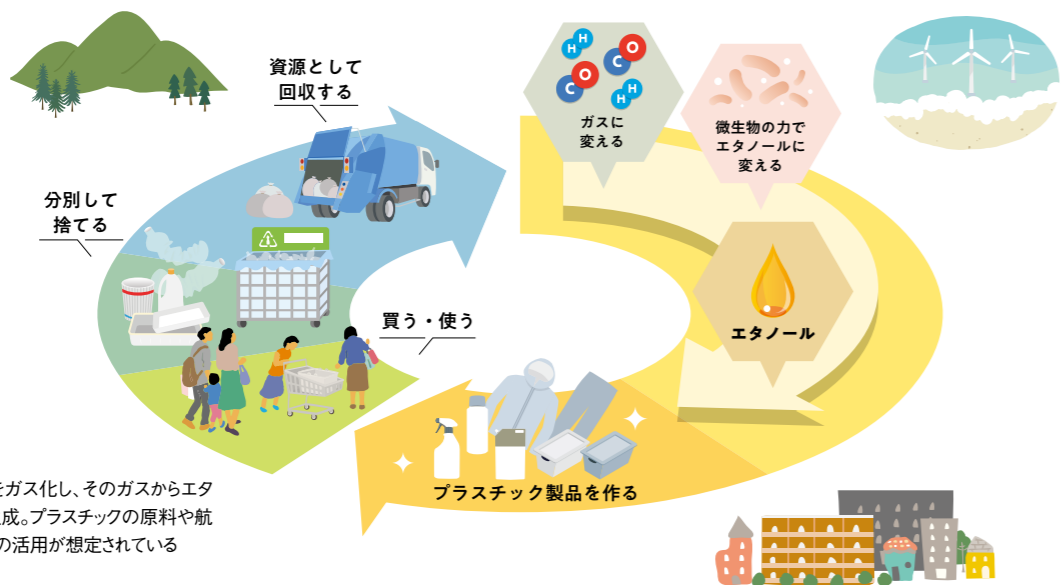 資源として
回収する
分別して
捨てる
買う・使う
H
H
C
O
C
O
H
H
ガスに
変える
微生物の力で
エタノールに
変える
エタノール
プラスチック製品を作る
をガス化し、そのガスからエタ
成。プラスチックの原料や航
の活用が想定されている